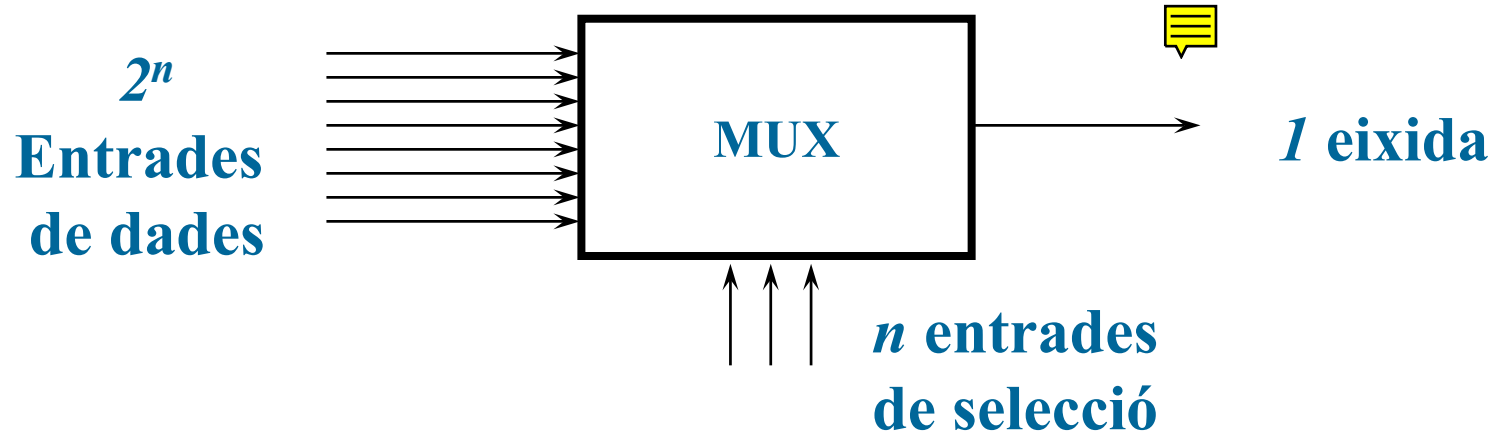 2ⁿ
Entrades
de dades
MUX
1 eixida
n entrades
de selecció